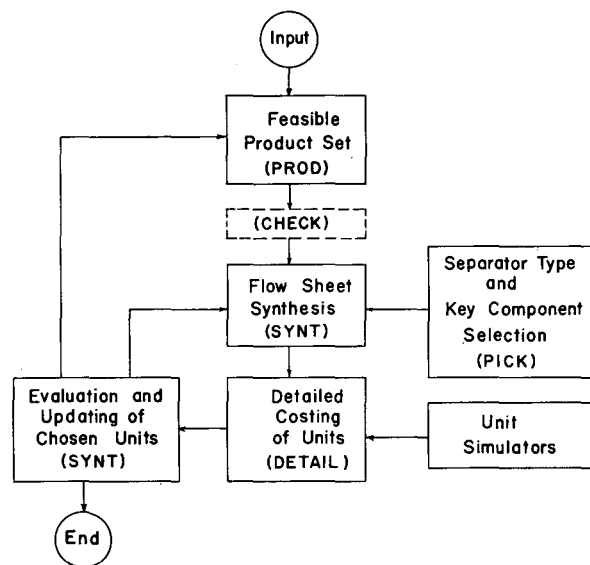 Input
Feasible
Product Set
(PROD)
(CHECK)
Flow Sheet
Synthesis
(SYNT)
Separator Type
and
Key Component
Selection
(PICK)
Evaluation and
Updating of
Chosen Units
(SYNT)
Detailed
Costing
of Units
(DETAIL)
Unit
Simulators
End